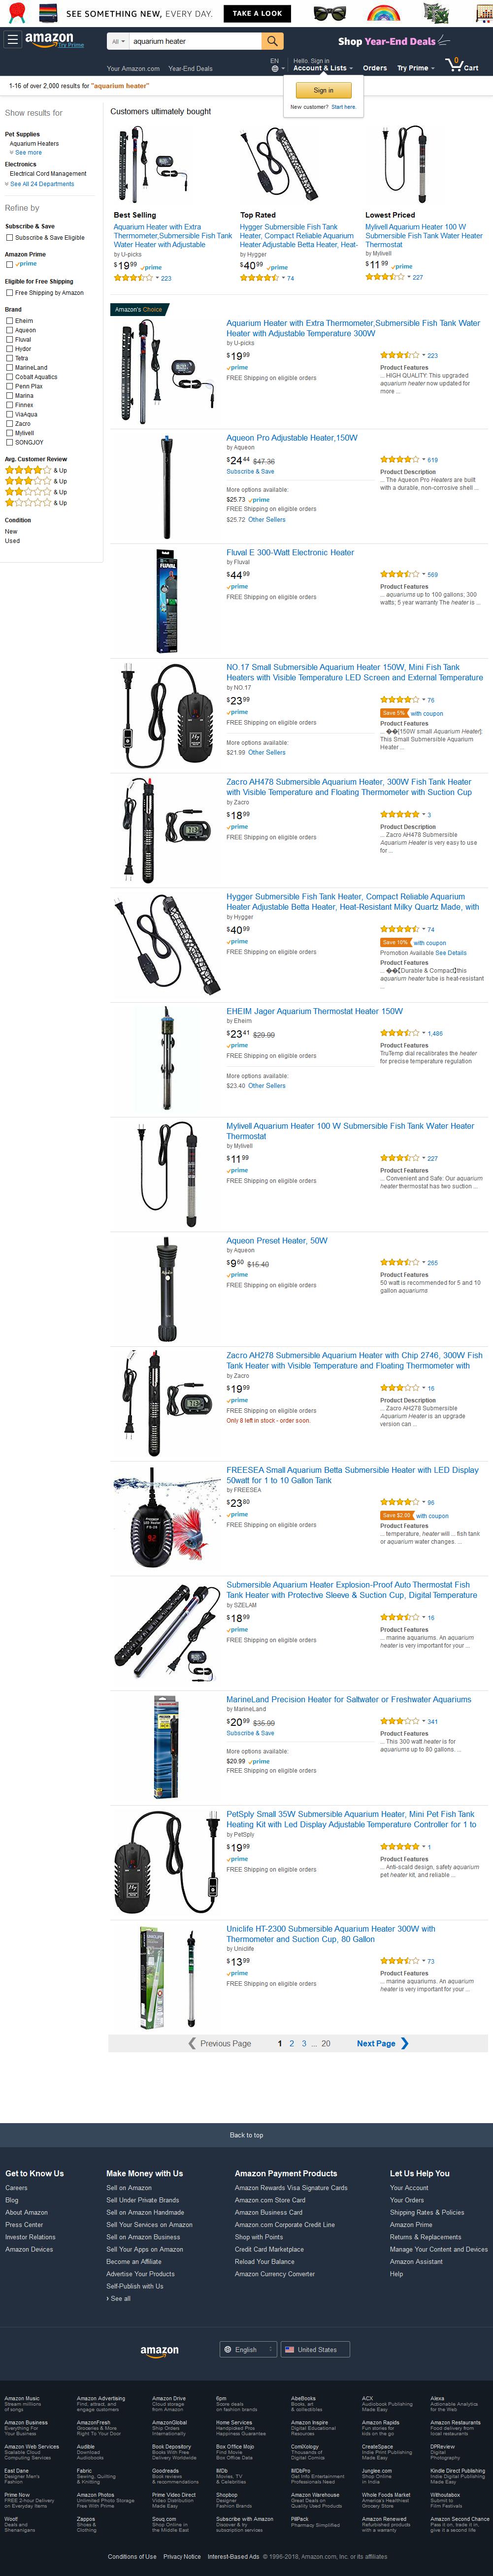 SEE SOMETHING NEW, EVERY DAY.
TAKE A LOOK
amazon
Try Prime
All
aquarium heater
Shop Year-End Deals
Your Amazon.com
Year-End Deals
EN
Hello. Sign in
Account & Lists
Orders
Try Prime
0
Cart
1-16 of over 2,000 results for "aquarium heater"
Sign in
New customer? Start here.
Show results for
Pet Supplies
Aquarium Heaters
See more
Electronics
Electrical Cord Management
See All 24 Departments
Refine by
Subscribe & Save
Subscribe & Save Eligible
Amazon Prime
prime
Eligible for Free Shipping
Free Shipping by Amazon
Brand
Eheim
Aqueon
Fluval
Hydor
Tetra
MarineLand
Cobalt Aquatics
Penn Plax
Marina
Finnex
ViaAqua
Zacro
Mylivell
SONGJOY
Avg. Customer Review
& Up
& Up
& Up
& Up
Condition
New
Used
Customers ultimately bought
Best Selling
Aquarium Heater with Extra
Thermometer,Submersible Fish Tank
Water Heater with Adjustable
by U-picks
$19.99 prime
223
Top Rated
Hygger Submersible Fish Tank
Heater, Compact Reliable Aquarium
Heater Adjustable Betta Heater, Heat-
by Hygger
$40.99 prime
74
Lowest Priced
Mylivell Aquarium Heater 100 W
Submersible Fish Tank Water Heater
Thermostat
by Mylivell
$11.99 prime
227
Amazon's Choice
Aquarium Heater with Extra Thermometer,Submersible Fish Tank Water
Heater with Adjustable Temperature 300W
by U-picks
$19.99
prime
FREE Shipping on eligible orders
223
Product Features
... HIGH QUALITY: This upgraded
aquarium heater now updated for
more ...
Aqueon Pro Adjustable Heater,150W
by Aqueon
$24.44 $47.36
Subscribe & Save
More options available:
$25.73 prime
FREE Shipping on eligible orders
$25.72 Other Sellers
619
Product Description
... The Aqueon Pro Heaters are built
with a durable, non-corrosive shell ...
Fluval E 300-Watt Electronic Heater
by Fluval
$44.99
prime
FREE Shipping on eligible orders
569
Product Features
... aquariums up to 100 gallons; 300
watts, 5 year warranty The heater is ...
NO.17 Small Submersible Aquarium Heater 150W, Mini Fish Tank
Heaters with Visible Temperature LED Screen and External Temperature
by NO.17
$23.99
prime
FREE Shipping on eligible orders
More options available:
$21.99 Other Sellers
76
Save 5% with coupon
Product Features
... ��[150W small Aquarium Heater]:
This Small Submersible Aquarium
Heater ...
Zacro AH478 Submersible Aquarium Heater, 300W Fish Tank Heater
with Visible Temperature and Floating Thermometer with Suction Cup
by Zacro
$18.99
prime
FREE Shipping on eligible orders
3
Product Description
... Zacro AH478 Submersible
Aquarium Heater is very easy to use
for ...
Hygger Submersible Fish Tank Heater, Compact Reliable Aquarium
Heater Adjustable Betta Heater, Heat-Resistant Milky Quartz Made, with
by Hygger
$40.99
prime
FREE Shipping on eligible orders
74
Save 10% with coupon
Promotion Available See Details
Product Features
... ��【Durable & Compact】this
aquarium heater tube is heat-resistant
...
EHEIM Jager Aquarium Thermostat Heater 150W
by Eheim
$23.41 $29.99
prime
FREE Shipping on eligible orders
More options available:
$23.40 Other Sellers
1,486
Product Features
TruTemp dial recalibrates the heater
for precise temperature regulation
Mylivell Aquarium Heater 100 W Submersible Fish Tank Water Heater
Thermostat
by Mylivell
$11.99
prime
FREE Shipping on eligible orders
227
Product Features
... Convenient and Safe: Our aquarium
heater thermostat has two suction ...
Aqueon Preset Heater, 50W
by Aqueon
$9.60 $15.40
prime
FREE Shipping on eligible orders
265
Product Features
50 watt is recommended for 5 and 10
gallon aquariums
Zacro AH278 Submersible Aquarium Heater with Chip 2746, 300W Fish
Tank Heater with Visible Temperature and Floating Thermometer with
by Zacro
$19.99
prime
FREE Shipping on eligible orders
Only 8 left in stock - order soon.
16
Product Description
... Zacro AH278 Submersible
Aquarium Heater is an upgrade
version can ...
FREESEA Small Aquarium Betta Submersible Heater with LED Display
50watt for 1 to 10 Gallon Tank
by FREESEA
$23.80
prime
FREE Shipping on eligible orders
96
Save $2.00 with coupon
Product Features
... temperature, heater will ... fish tank
or aquarium water changes. ...
Submersible Aquarium Heater Explosion-Proof Auto Thermostat Fish
Tank Heater with Protective Sleeve & Suction Cup, Digital Temperature
by SZELAM
$18.99
prime
FREE Shipping on eligible orders
16
Product Features
... marine aquariums. An aquarium
heater is very important for your ...
MarineLand Precision Heater for Saltwater or Freshwater Aquariums
by MarineLand
$20.99 $35.99
Subscribe & Save
More options available:
$20.99 prime
FREE Shipping on eligible orders
341
Product Features
... This 300 watt heater is for
aquariums up to 80 gallons. ...
PetSply Small 35W Submersible Aquarium Heater, Mini Pet Fish Tank
Heating Kit with Led Display Adjustable Temperature Controller for 1 to
by PetSply
$19.99
prime
FREE Shipping on eligible orders
1
Product Features
... Anti-scald design, safety aquarium
pet heater kit, and reliable ...
Uniclife HT-2300 Submersible Aquarium Heater 300W with
Thermometer and Suction Cup, 80 Gallon
by Uniclife
$13.99
prime
FREE Shipping on eligible orders
73
Product Features
... marine aquariums. An aquarium
heater is very important for your ...
Previous Page 1 2 3 ... 20 Next Page
Back to top
Get to Know Us
Careers
Blog
About Amazon
Press Center
Investor Relations
Amazon Devices
Make Money with Us
Sell on Amazon
Sell Under Private Brands
Sell on Amazon Handmade
Sell Your Services on Amazon
Sell on Amazon Business
Sell Your Apps on Amazon
Become an Affiliate
Advertise Your Products
Self-Publish with Us
› See all
Amazon Payment Products
Amazon Rewards Visa Signature Cards
Amazon.com Store Card
Amazon Business Card
Amazon.com Corporate Credit Line
Shop with Points
Credit Card Marketplace
Reload Your Balance
Amazon Currency Converter
Let Us Help You
Your Account
Your Orders
Shipping Rates & Policies
Amazon Prime
Returns & Replacements
Manage Your Content and Devices
Amazon Assistant
Help
amazon
English
United States
Amazon Music
Stream millions
of songs
Amazon Advertising
Find, attract, and
engage customers
Amazon Drive
Cloud storage
from Amazon
6pm
Score deals
on fashion brands
AbeBooks
Books, art
& collectibles
ACX
Audiobook Publishing
Made Easy
Alexa
Actionable Analytics
for the Web
Amazon Business
Everything For
Your Business
AmazonFresh
Groceries & More
Right To Your Door
AmazonGlobal
Ship Orders
Internationally
Home Services
Handpicked Pros
Happiness Guarantee
Amazon Inspire
Digital Educational
Resources
Amazon Rapids
Fun stories for
kids on the go
Amazon Restaurants
Food delivery from
local restaurants
Amazon Web Services
Scalable Cloud
Computing Services
Audible
Download
Audiobooks
Book Depository
Books With Free
Delivery Worldwide
Box Office Mojo
Find Movie
Box Office Data
ComiXology
Thousands of
Digital Comics
CreateSpace
Indie Print Publishing
Made Easy
DPReview
Digital
Photography
East Dane
Designer Men's
Fashion
Fabric
Sewing, Quilting
& Knitting
Goodreads
Book reviews
& recommendations
IMDb
Movies, TV
& Celebrities
IMDbPro
Get Info Entertainment
Professionals Need
Junglee.com
Shop Online
in India
Kindle Direct Publishing
Indie Digital Publishing
Made Easy
Prime Now
FREE 2-hour Delivery
on Everyday Items
Amazon Photos
Unlimited Photo Storage
Free With Prime
Prime Video Direct
Video Distribution
Made Easy
Shopbop
Designer
Fashion Brands
Amazon Warehouse
Great Deals on
Quality Used Products
Whole Foods Market
America's Healthiest
Grocery Store
Withoutabox
Submit to
Film Festivals
Woot!
Deals and
Shenanigans
Zappos
Shoes &
Clothing
Souq.com
Shop Online in
the Middle East
Subscribe with Amazon
Discover & try
subscription services
PillPack
Pharmacy Simplified
Amazon Renewed
Refurbished products
with a warranty
Amazon Second Chance
Pass it on, trade it in,
give it a second life
Conditions of Use Privacy Notice Interest-Based Ads © 1996-2018, Amazon.com, Inc. or its affiliates